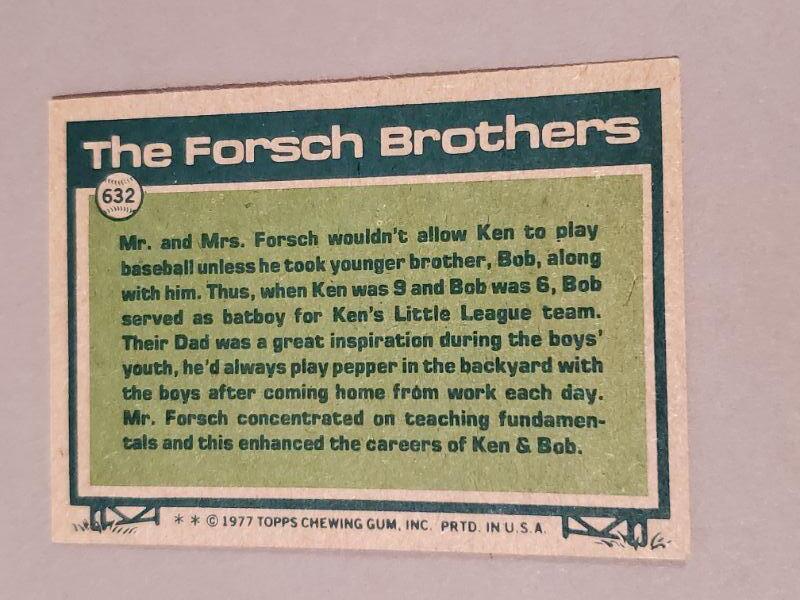 The Forsch Brothers
632
Mr. and Mrs. Forsch wouldn't allow Ken to play
baseball unless he took younger brother, Bob, along
with him. Thus, when Ken was 9 and Bob was 6, Bob
served as batboy for Ken's Little League team.
Their Dad was a great inspiration during the boys'
youth, he'd always play pepper in the backyard with
the boys after coming home from work each day.
Mr. Forsch concentrated on teaching fundamen-
tals and this enhanced the careers of Ken & Bob.
* * © 1977 TOPPS CHEWING GUM, INC. PRTD. IN U.S.A.